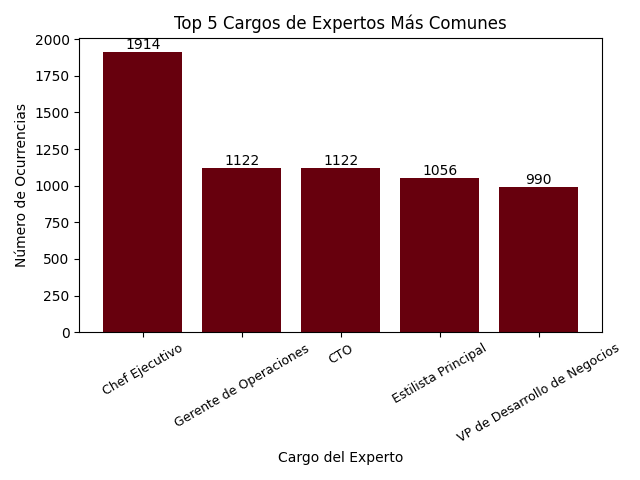 Top 5 Cargos de Expertos Más Comunes
Número de Ocurrencias
2000
1750
1500
1250
1000
750
500
250
0
1914
1122
1122
1056
990
Chef Ejecutivo
Gerente de Operaciones
CTO
Estilista Principal
VP de Desarrollo de Negocios
Cargo del Experto